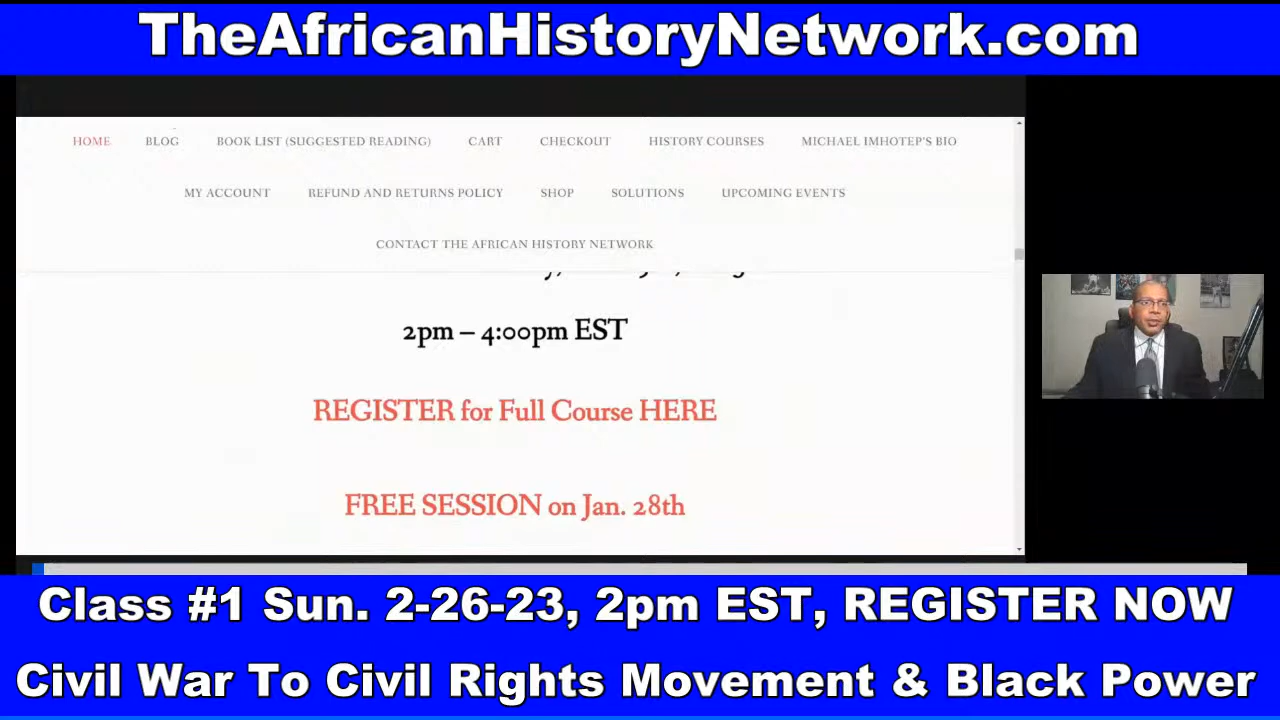 TheAfricanHistoryNetwork.com
HOME BLOG BOOK LIST (SUGGESTED READING) CART CHECKOUT HISTORY COURSES MICHAEL IMHOTEP'S BIO
MY ACCOUNT REFUND AND RETURNS POLICY SHOP SOLUTIONS UPCOMING EVENTS
CONTACT THE AFRICAN HISTORY NETWORK
2pm – 4:00pm EST
REGISTER for Full Course HERE
FREE SESSION on Jan. 28th
Class #1 Sun. 2-26-23, 2pm EST, REGISTER NOW
Civil War To Civil Rights Movement & Black Power